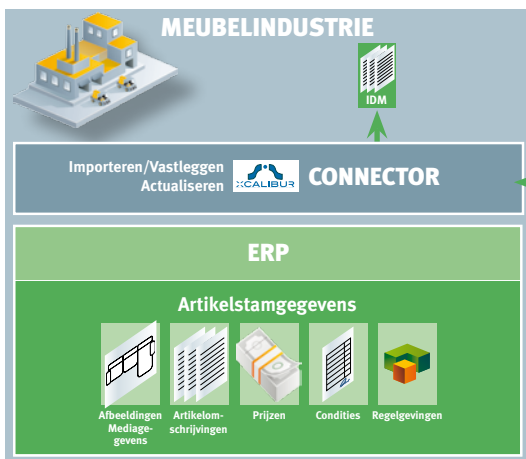 MEUBELINDUSTRIE
IDM
Importeren/Vastleggen
Actualiseren
XCALIBUR
CONNECTOR
ERP
Artikelstamgegevens
Afbeeldingen
Mediage-
gevens
Artikelom-
schrijvingen
Prijzen
Condities
Regelgevingen